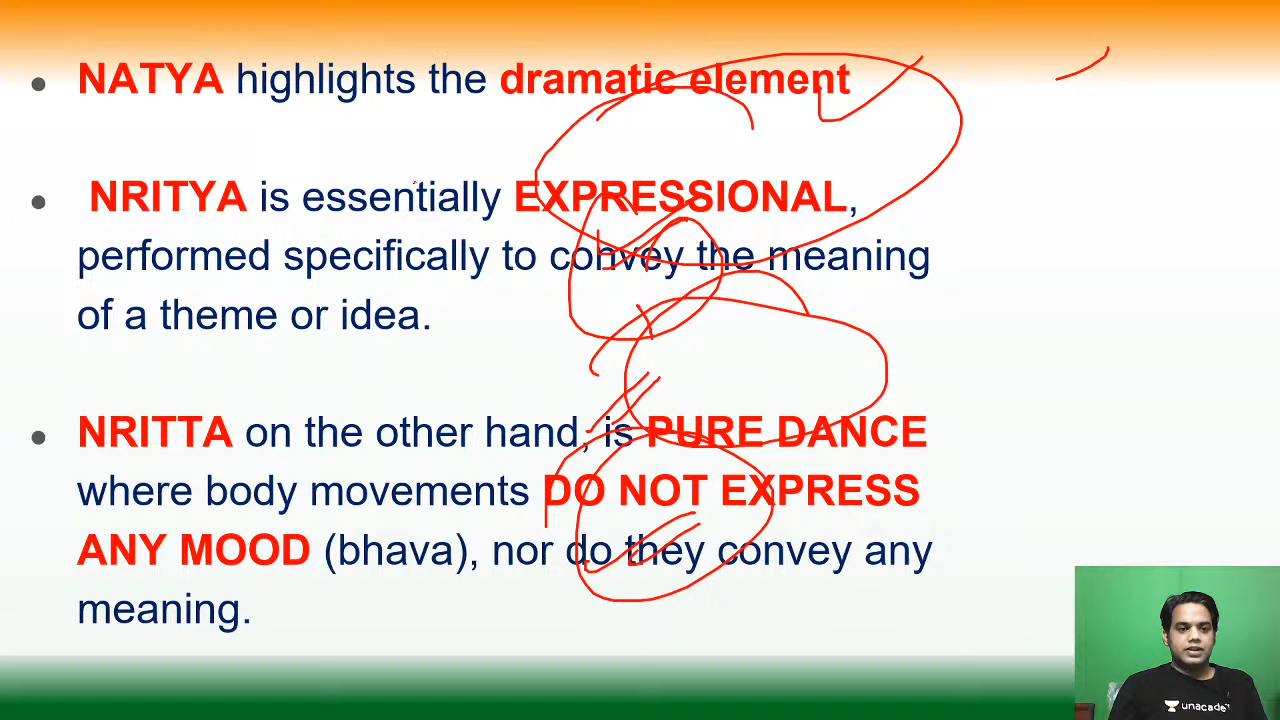 NATYA highlights the dramatic element
NRITYA is essentially EXPRESSIONAL,
performed specifically to convey the meaning
of a theme or idea.
NRITTA on the other hand, is PURE DANCE
where body movements DO NOT EXPRESS
ANY MOOD (bhava), nor do they convey any
meaning.